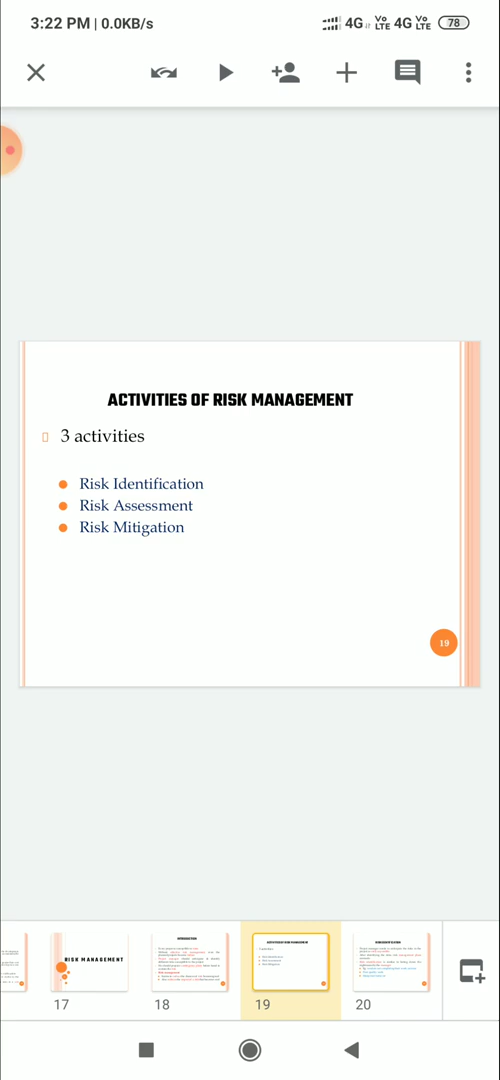 3:22 PM | 0.0KB/s
4G Vo LTE 4G Vo LTE 78
ACTIVITIES OF RISK MANAGEMENT
3 activities
Risk Identification
Risk Assessment
Risk Mitigation
19
RISK MANAGEMENT
17
18
19
20